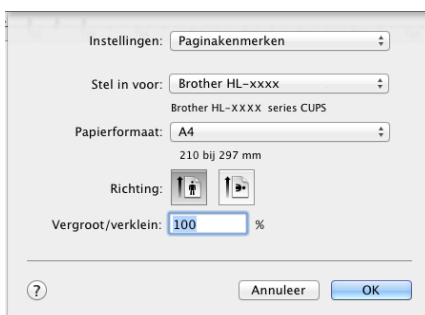 Instellingen: Paginakenmerken
Stel in voor: Brother HL-xxxx
Brother HL-XXXX series CUPS
Papierformaat: A4
210 bij 297 mm
Richting:
Vergroot/verklein: 100 %
? Annuleer OK